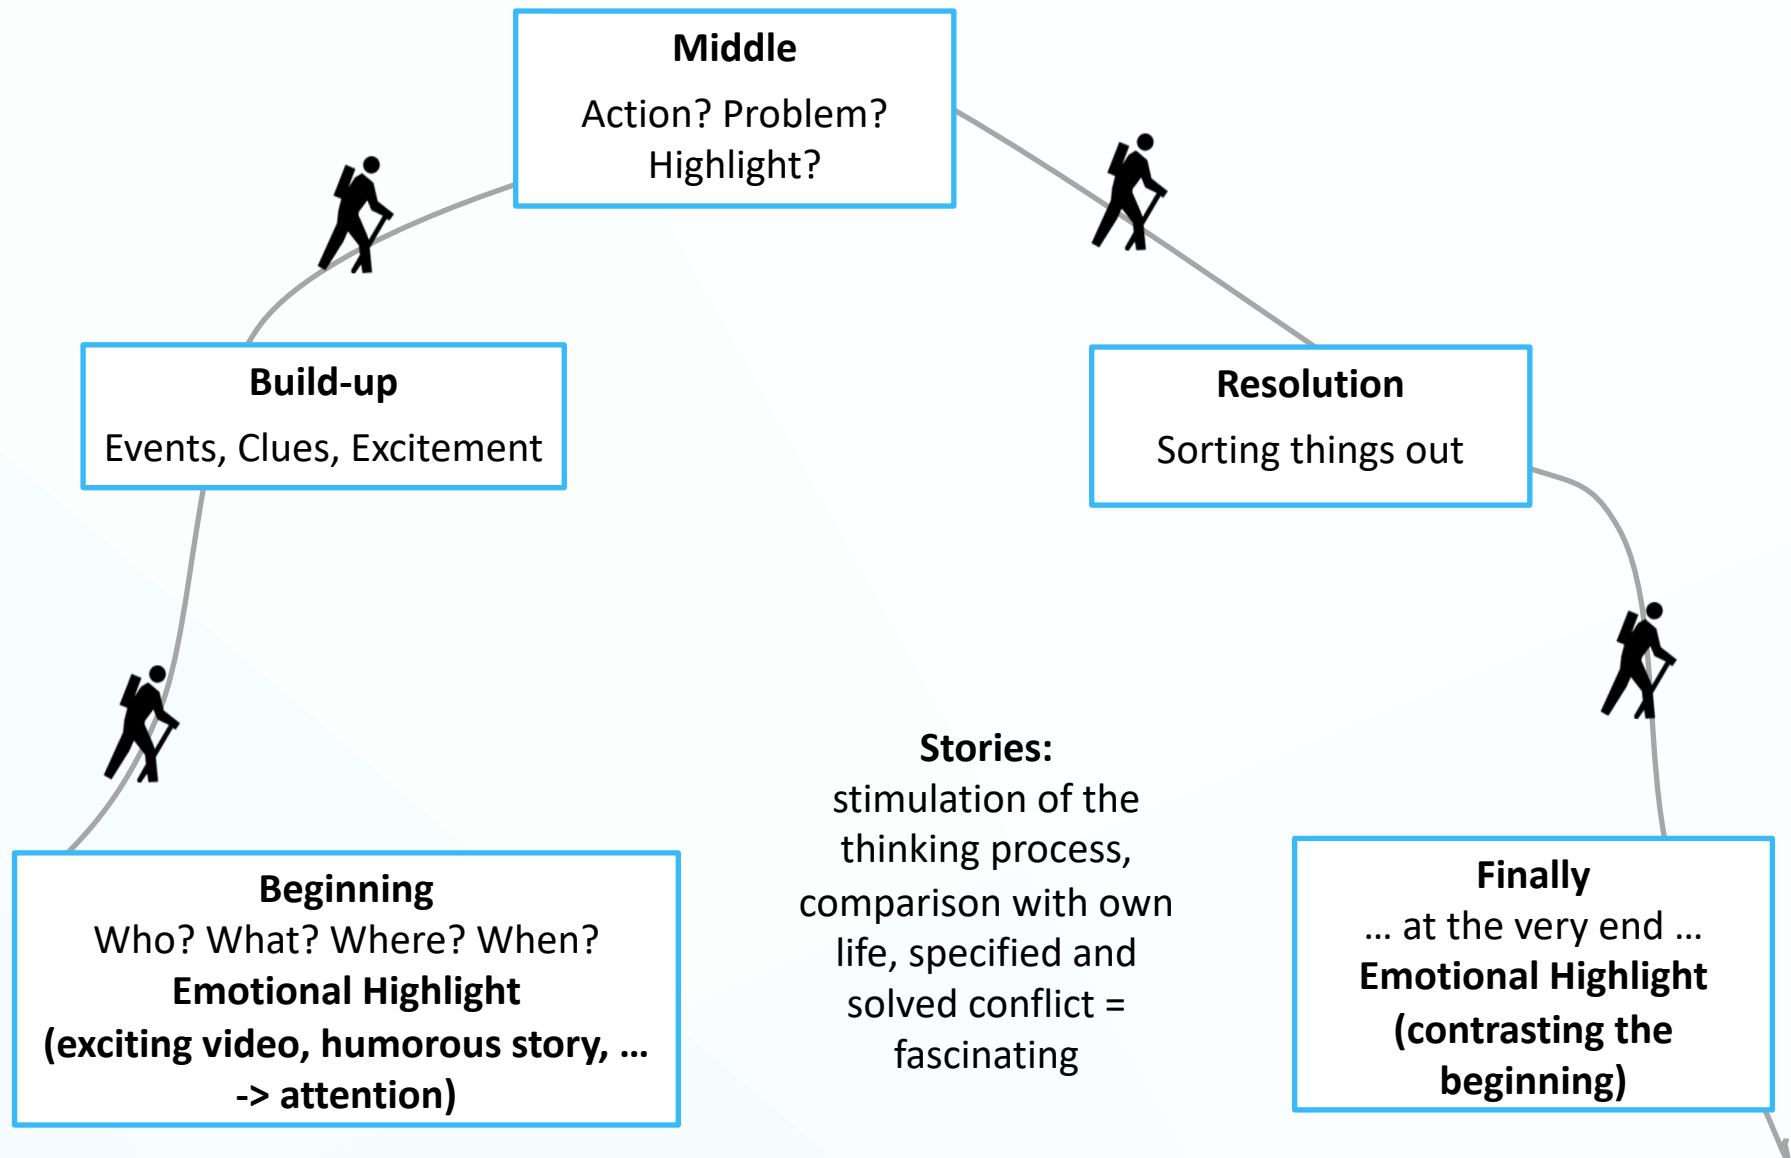 Middle
Action? Problem?
Highlight?
Build-up
Events, Clues, Excitement
Resolution
Sorting things out
Beginning
Who? What? Where? When?
Emotional Highlight
(exciting video, humorous story, …
-> attention)
Stories:
stimulation of the
thinking process,
comparison with own
life, specified and
solved conflict =
fascinating
Finally
… at the very end …
Emotional Highlight
(contrasting the
beginning)